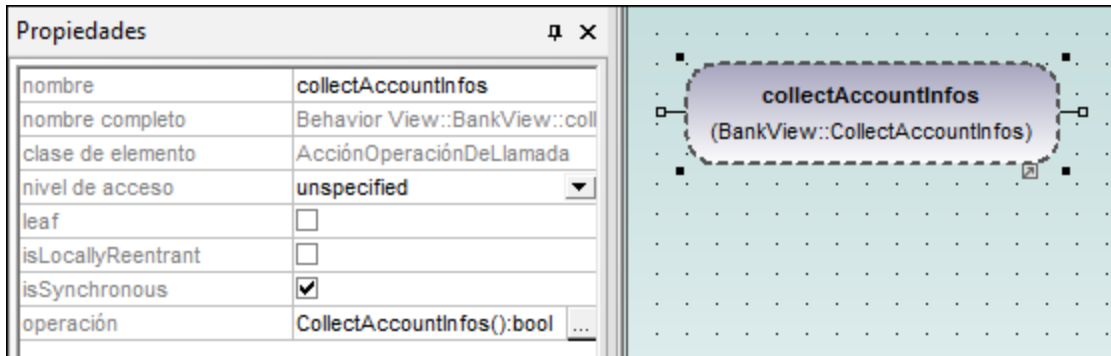 Propiedades
nombre collectAccountInfos
nombre completo Behavior View::BankView::coll
clase de elemento AcciónOperaciónDeLlamada
nivel de acceso unspecified
leaf
isLocallyReentrant
isSynchronous
operación CollectAccountInfos():bool ...
collectAccountInfos
(BankView::CollectAccountInfos)